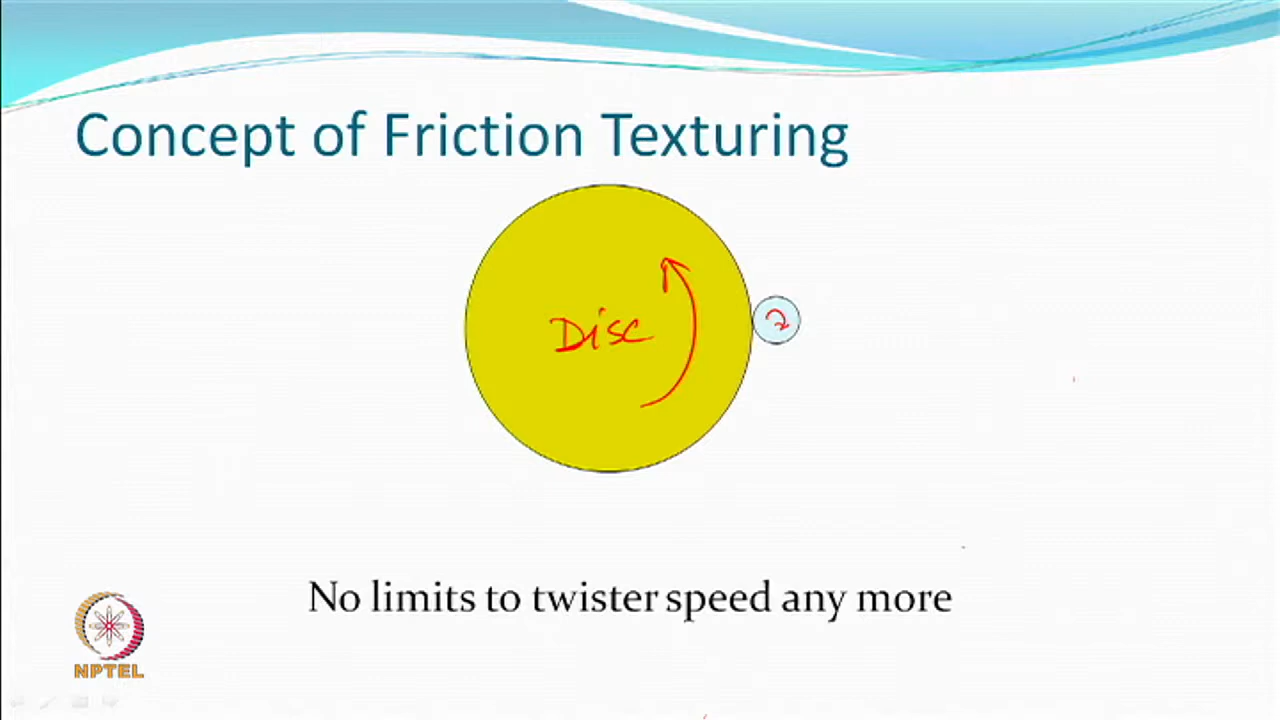 Concept of Friction Texturing
Disc
No limits to twister speed any more
NPTEL